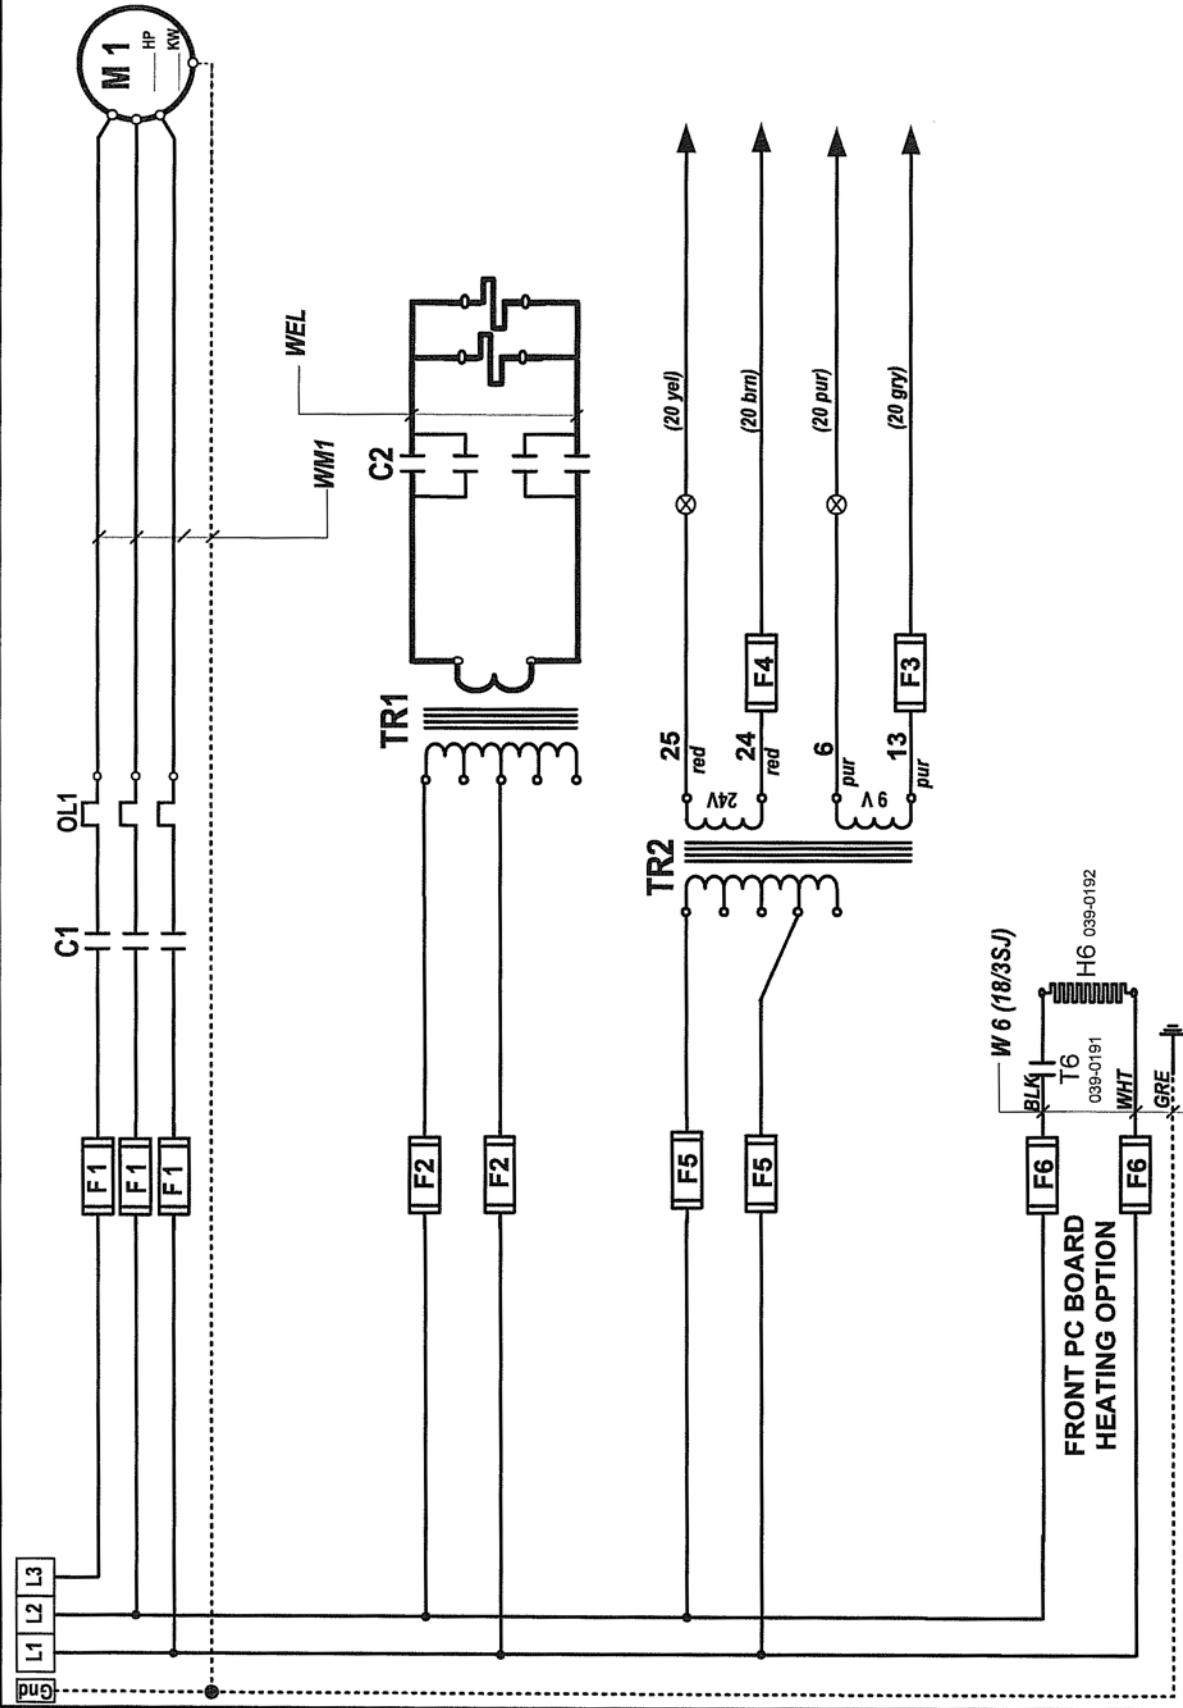 Gnd
L1
L2
L3
F1
F1
F1
C1
OL1
WM1
M 1
HP
KW
F2
F2
TR1
C2
WEL
F5
F5
TR2
24V
9 V
25
red
24
red
6
pur
13
pur
F4
F3
(20 yel)
(20 brn)
(20 pur)
(20 gry)
FRONT PC BOARD
HEATING OPTION
F6
F6
BLK
WHT
GRE
W 6 (18/3SJ)
T6
039-0191
H6 039-0192